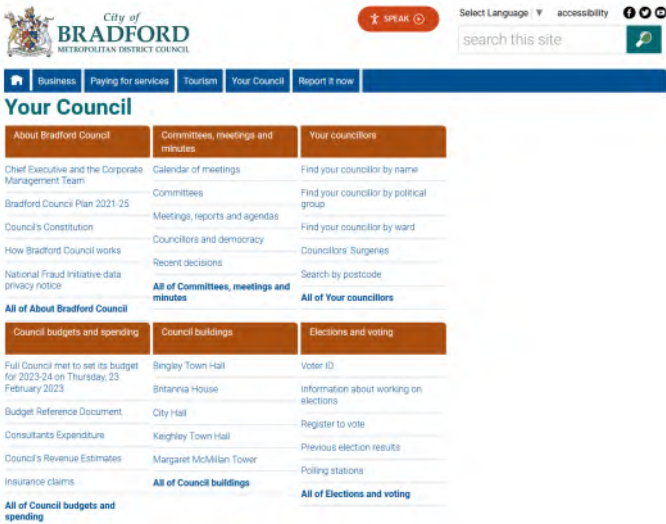 City of
BRADFORD
METROPOLITAN DISTRICT COUNCIL
SPEAK
Select Language ▼ accessibility
search this site
Business Paying for services Tourism Your Council Report it now
Your Council
About Bradford Council
Chief Executive and the Corporate
Management Team
Bradford Council Plan 2021-25
Council's Constitution
How Bradford Council works
National Fraud Initiative data
privacy notice
All of About Bradford Council
Committees, meetings and
minutes
Calendar of meetings
Committees
Meetings, reports and agendas
Councillors and democracy
Recent decisions
All of Committees, meetings and
minutes
Your councillors
Find your councillor by name
Find your councillor by political
group
Find your councillor by ward
Councillors' Surgeries
Search by postcode
All of Your councillors
Council budgets and spending
Full Council met to set its budget
for 2023-24 on Thursday, 23
February 2023
Budget Reference Document
Consultants Expenditure
Council's Revenue Estimates
Insurance claims
All of Council budgets and
spending
Council buildings
Bingley Town Hall
Britannia House
City Hall
Keighley Town Hall
Margaret McMillan Tower
All of Council buildings
Elections and voting
Voter ID
Information about working on
elections
Register to vote
Previous election results
Polling stations
All of Elections and voting